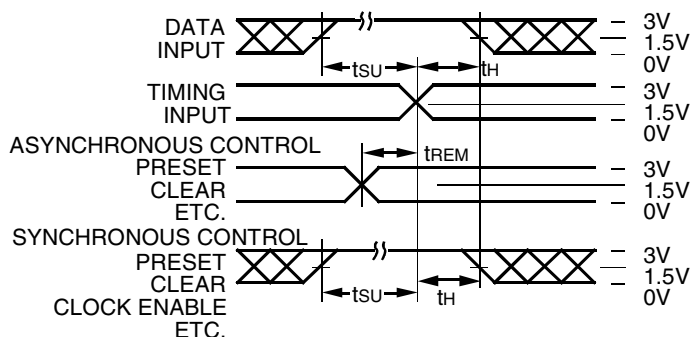 DATA
INPUT
tSU
tH
3V
1.5V
0V
TIMING
INPUT
3V
1.5V
0V
ASYNCHRONOUS CONTROL
PRESET
CLEAR
ETC.
tREM
3V
1.5V
0V
SYNCHRONOUS CONTROL
PRESET
CLEAR
CLOCK ENABLE
ETC.
tSU
tH
3V
1.5V
0V